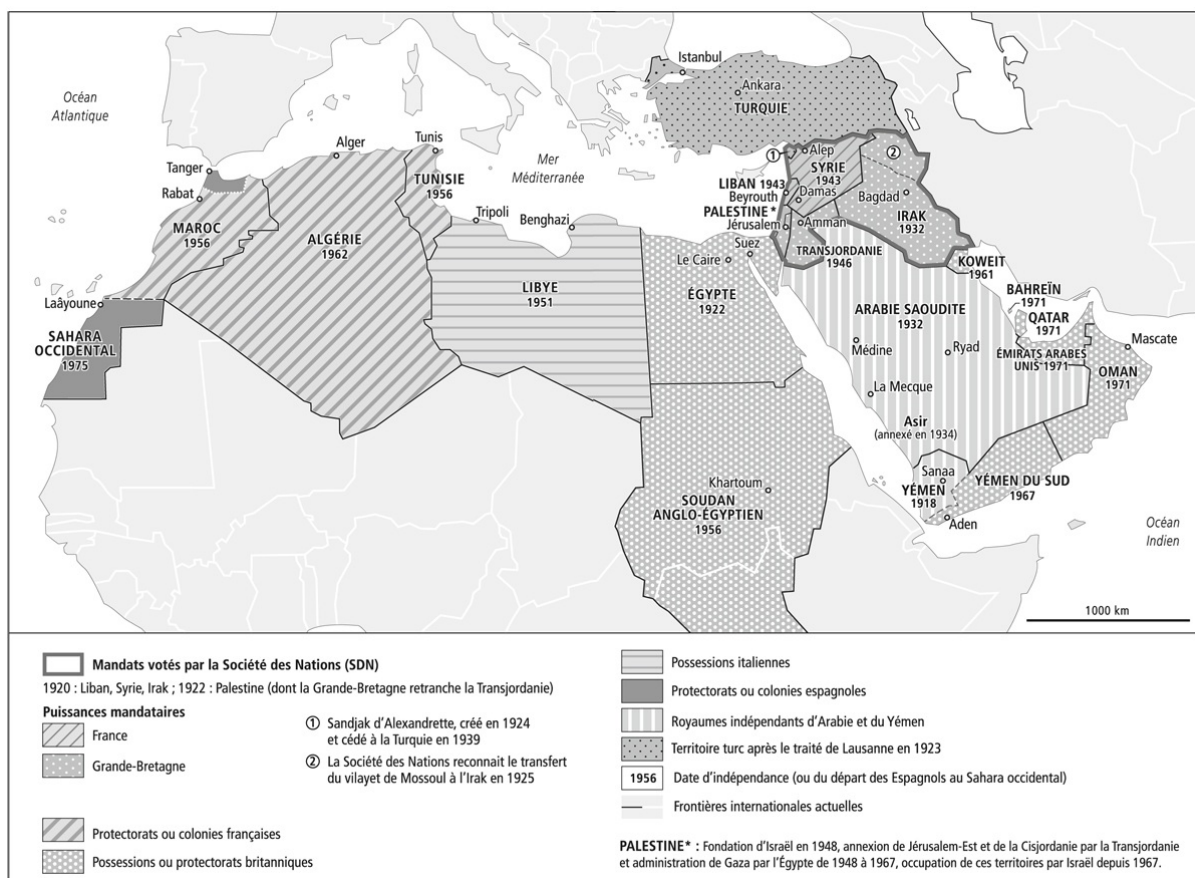 Istanbul
Océan
Atlantique
Ankara
TURQUIE
Alger
Tunis
Tanger
Rabat
Mer
Méditerranée
①
Alep
②
TUNISIE
1956
SYRIE
1943
LIBAN 1943
Beyrouth
Damas
Bagdad
MAROC
1956
Tripoli
Benghazi
PALESTINE *
Jérusalem
Amman
IRAK
1932
ALGÉRIE
1962
Suez
Le Caire
TRANSJORDANIE
1946
KOWEIT
1961
Laâyoune
LIBYE
1951
ÉGYPTE
1922
ARABIE SAOUDITE
1932
BAHREÏN
1971
QATAR
1971
SAHARA
OCCIDENTAL
1975
Médine
Ryad
Mascate
ÉMIRATS ARABES
UNIS 1971
OMAN
1971
La Mecque
Asir
(annexé en 1934)
Khartoum
Sanaa
YÉMEN
1918
YÉMEN DU SUD
1967
SOUDAN
ANGLO-ÉGYPTIEN
1956
Aden
Océan
Indien
1000 km
Mandats votés par la Société des Nations (SDN)
1920 : Liban, Syrie, Irak ; 1922 : Palestine (dont la Grande-Bretagne retranche la Transjordanie)
Puissances mandataires
France
Grande-Bretagne
① Sandjak d’Alexandrette, créé en 1924
et cédé à la Turquie en 1939
② La Société des Nations reconnait le transfert
du vilayet de Mossoul à l’Irak en 1925
Protectorats ou colonies françaises
Possessions ou protectorats britanniques
Possessions italiennes
Protectorats ou colonies espagnoles
Royaumes indépendants d’Arabie et du Yémen
Territoire turc après le traité de Lausanne en 1923
1956 Date d’indépendance (ou du départ des Espagnols au Sahara occidental)
Frontières internationales actuelles
PALESTINE* : Fondation d’Israël en 1948, annexion de Jérusalem-Est et de la Cisjordanie par la Transjordanie
et administration de Gaza par l’Égypte de 1948 à 1967, occupation de ces territoires par Israël depuis 1967.